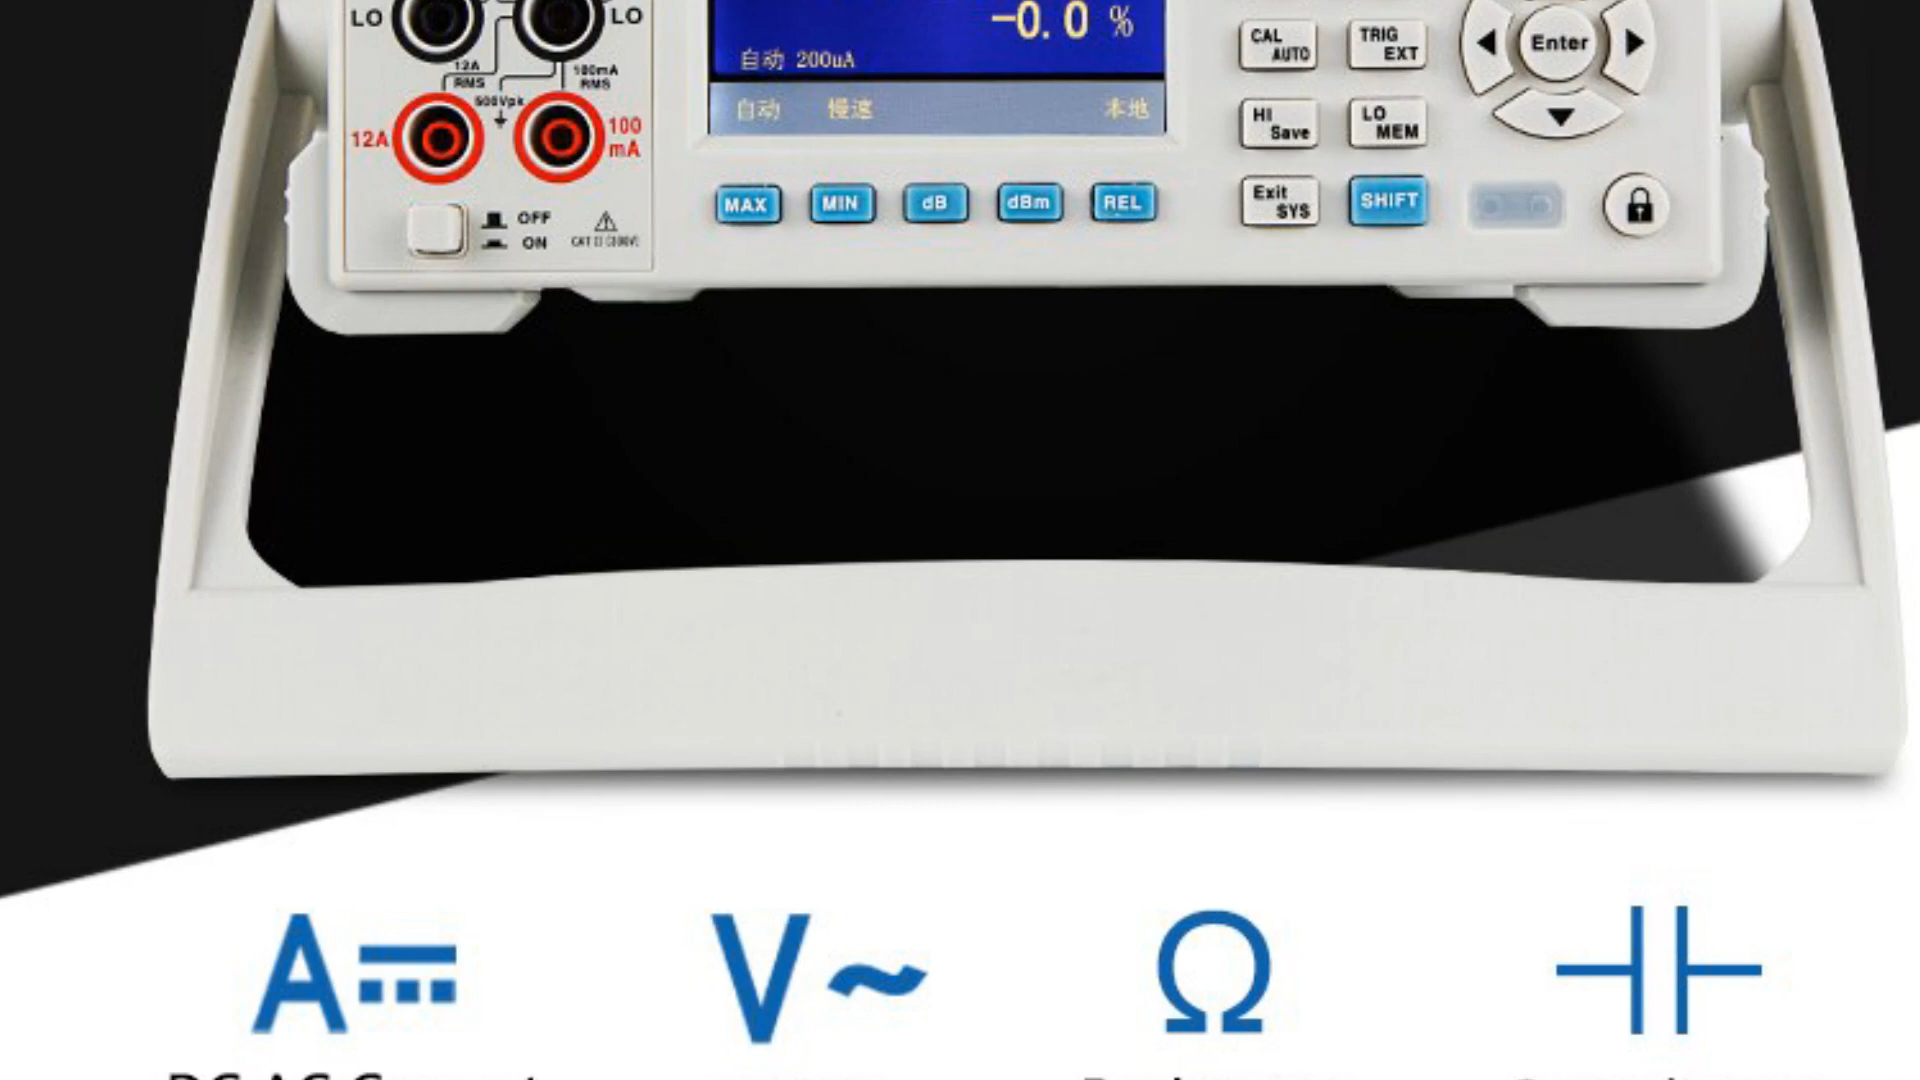 LO LO
-0.0 %
自动 200uA
自动 慢速 本地
12A RMS
100mA RMS
500Vpk
12A
100 mA
OFF
ON
MAX MIN dB dBm REL
CAL AUTO
TRIG EXT
Enter
HI Save
LO MEM
Exit SYS
SHIFT
A V~ Ω